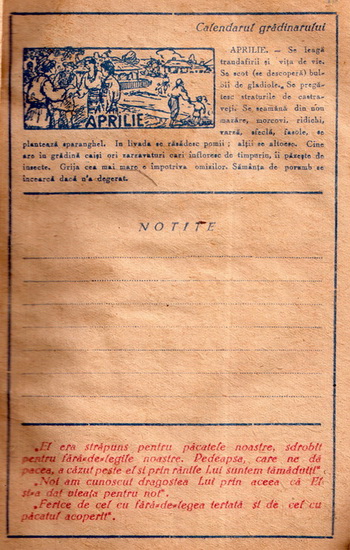 Calendarul grădinarului
APRILIE. – Se leagă
trandafirii și vița de vie.
Se scot (se descoperă) bul-
bii de gladiole. Se pregă-
tesc straturile de castra-
veți. Se seamănă din nou
mazăre, morcovi, ridichi,
varză, sfeclă, fasole, se
APRILIE
plantează sparanghel. In livada se răsădesc pomii; alții se altoesc. Cine
are în grădină caiși ori zarzavaturi cari înfloresc de timpuriu, îi păzește de
insecte. Grija cea mai mare e împotriva omizilor. Sămânța de porumb se
încearcă dacă n'a degerat.
NOTIȚE
„El era străpuns pentru păcatele noastre, sdrobit
pentru fără-de-legile noastre. Pedeapsa, care ne dă
pacea, a căzut peste el și prin rănile Lui suntem tămăduiți".
„Noi am cunoscut dragostea Lui prin aceea că El
și-a dat vieața pentru noi".
„Ferice de cel cu fără-de-legea iertată și de cel cu
păcatul acoperit".